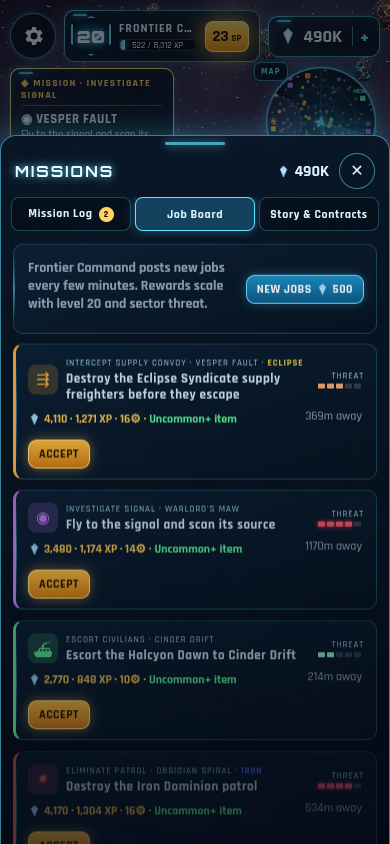 20
FRONTIER C...
522 / 8,312 XP
23 SP
490K
+
MISSION · INVESTIGATE
SIGNAL
VESPER FAULT
Fly to the signal and scan its
MAP
MISSIONS
490K
Mission Log 2
Job Board
Story & Contracts
Frontier Command posts new jobs
every few minutes. Rewards scale
with level 20 and sector threat.
NEW JOBS 500
INTERCEPT SUPPLY CONVOY · VESPER FAULT · ECLIPSE
Destroy the Eclipse Syndicate supply
freighters before they escape
THREAT
4,110 · 1,271 XP · 16⚙ · Uncommon+ item
369m away
ACCEPT
INVESTIGATE SIGNAL · WARLORD'S MAW
Fly to the signal and scan its source
THREAT
3,480 · 1,174 XP · 14⚙ · Uncommon+ item
1170m away
ACCEPT
ESCORT CIVILIANS · CINDER DRIFT
Escort the Halcyon Dawn to Cinder Drift
THREAT
2,770 · 848 XP · 10⚙ · Uncommon+ item
214m away
ACCEPT
ELIMINATE PATROL · OBSIDIAN SPIRAL · IRON
Destroy the Iron Dominion patrol
THREAT
4,170 · 1,304 XP · 16⚙ · Uncommon+ item
534m away
ACCEPT